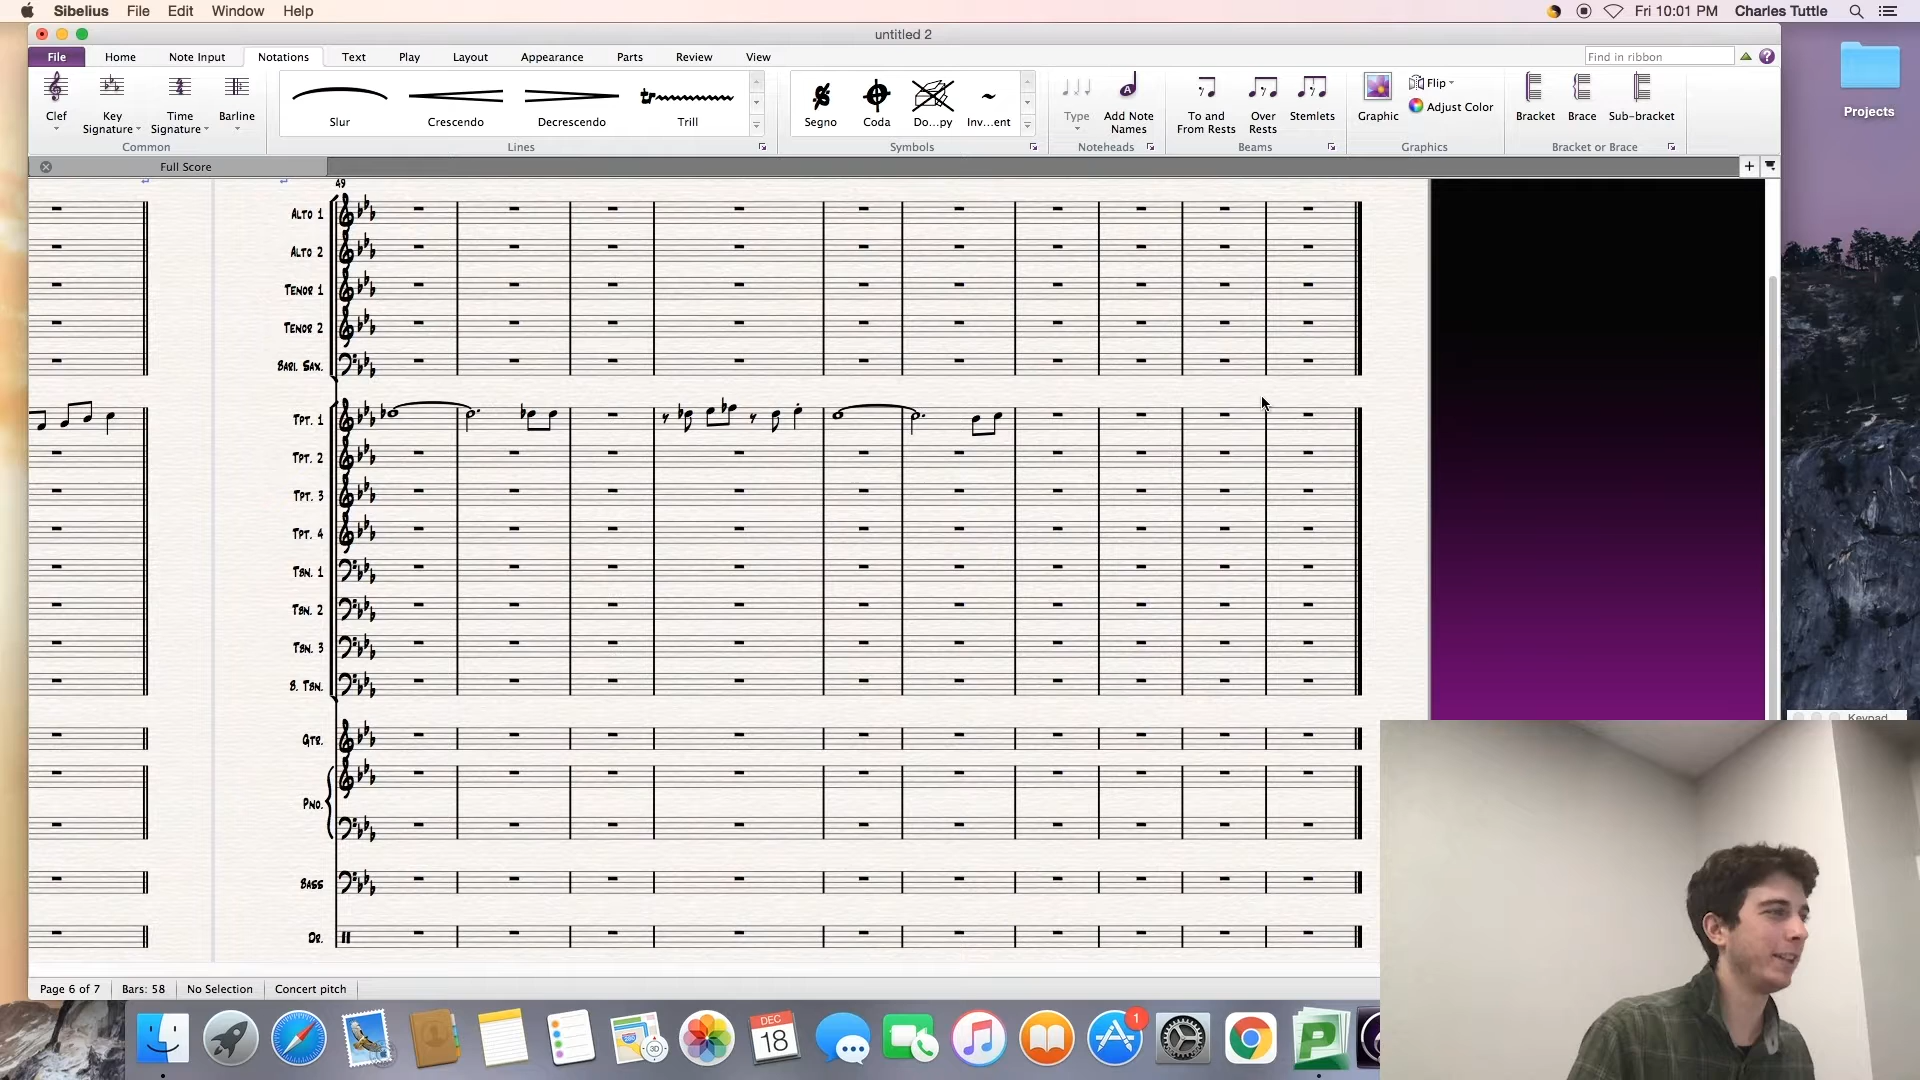 Sibelius File Edit Window Help Fri 10:01 PM Charles Tuttle
untitled 2
File Home Note Input Notations Text Play Layout Appearance Parts Review View Find in ribbon
Clef Key Signature Time Signature Barline
Common
Slur Crescendo Decrescendo Trill
tr
Lines
Segno Coda Do...py Inv...ent
Symbols
Type Add Note Names
A
Noteheads
To and From Rests Over Rests Stemlets
Beams
Graphic Flip Adjust Color
Graphics
Bracket Brace Sub-bracket
Bracket or Brace
Projects
Full Score
49
Alto 1
Alto 2
Tenor 1
Tenor 2
Bari. Sax.
Tpt. 1
Tpt. 2
Tpt. 3
Tpt. 4
Tbn. 1
Tbn. 2
Tbn. 3
B. Tbn.
Gtr.
Pno.
Bass
Dr.
Keypad
Page 6 of 7 Bars: 58 No Selection Concert pitch
DEC
18
3D
1
P